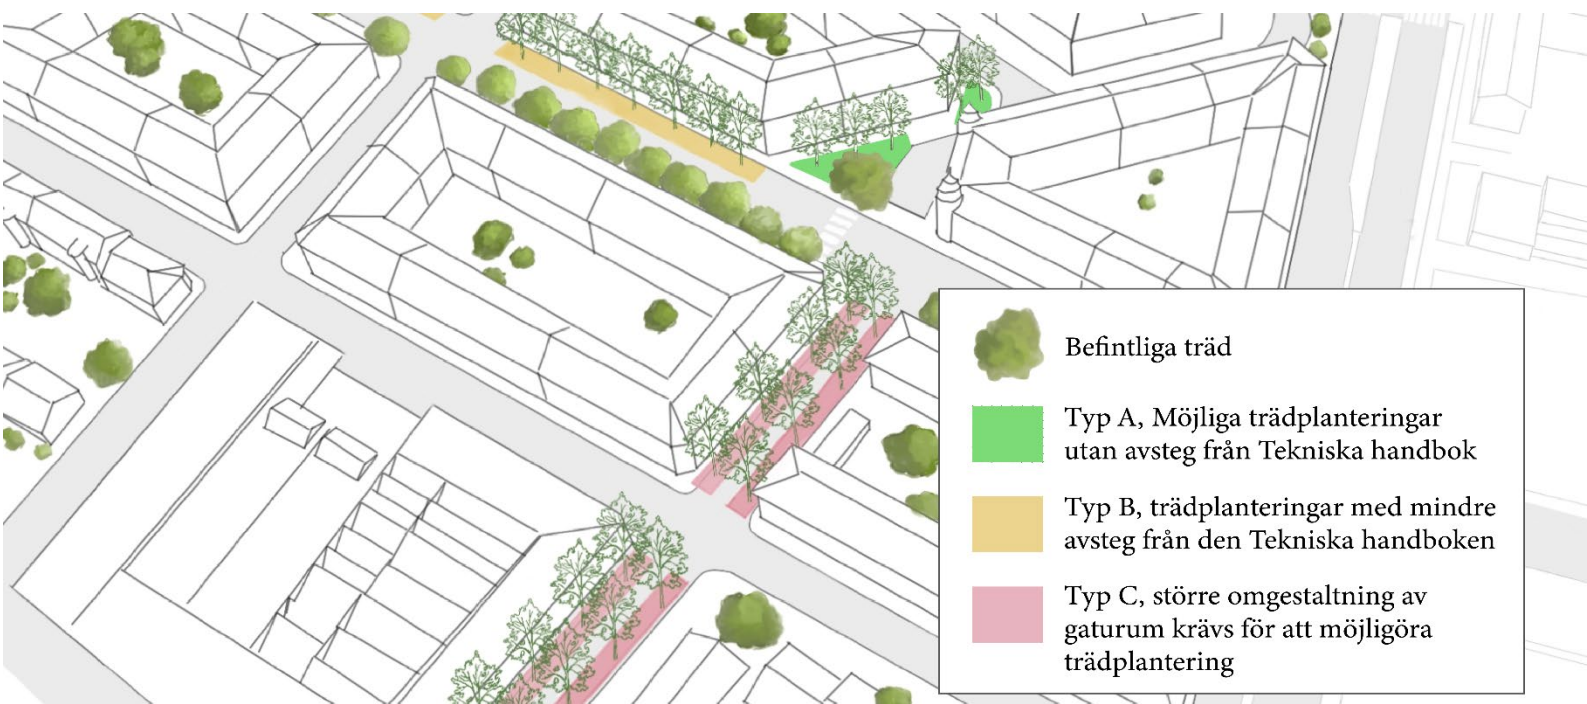 Befintliga träd
Typ A, Möjliga trädplanteringar
utan avsteg från Tekniska handbok
Typ B, trädplanteringar med mindre
avsteg från den Tekniska handboken
Typ C, större omgestaltning av
gaturum krävs för att möjligöra
trädplantering